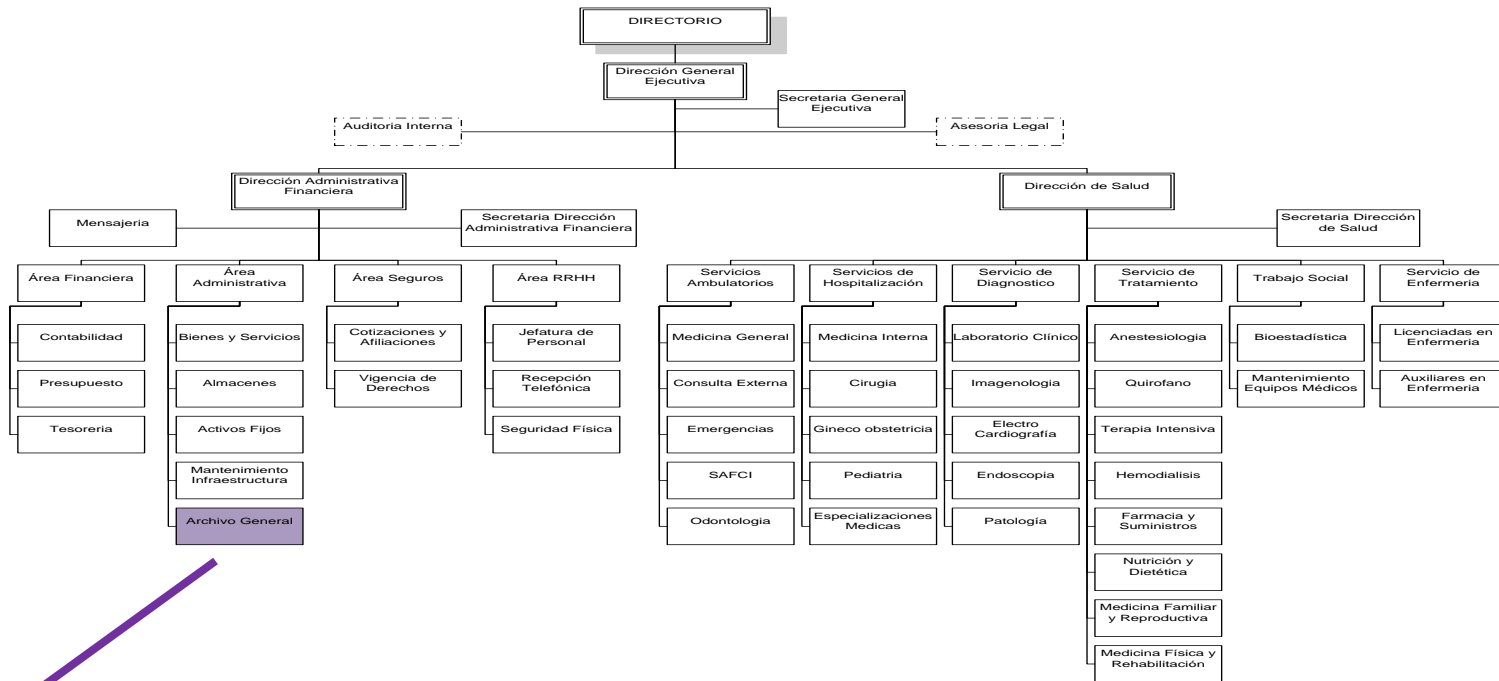 DIRECTORIO
Dirección General
Ejecutiva
Secretaria General
Ejecutiva
Auditoria Interna
Asesoria Legal
Dirección Administrativa
Financiera
Dirección de Salud
Mensajeria
Secretaria Dirección
Administrativa Financiera
Secretaria Dirección
de Salud
Área Financiera
Área
Administrativa
Área Seguros
Área RRHH
Servicios
Ambulatorios
Servicios de
Hospitalización
Servicio de
Diagnostico
Servicio de
Tratamiento
Trabajo Social
Servicio de
Enfermeria
Contabilidad
Bienes y Servicios
Cotizaciones y
Afiliaciones
Jefatura de
Personal
Medicina General
Medicina Interna
Laboratorio Clínico
Anestesiologia
Bioestadística
Licenciadas en
Enfermeria
Presupuesto
Almacenes
Vigencia de
Derechos
Recepción
Telefónica
Consulta Externa
Cirugia
Imagenologia
Quirofano
Mantenimiento
Equipos Médicos
Auxiliares en
Enfermeria
Tesoreria
Activos Fijos
Seguridad Física
Emergencias
Gineco obstetricia
Electro
Cardiografía
Terapia Intensiva
Mantenimiento
Infraestructura
SAFCI
Pediatria
Endoscopia
Hemodialisis
Archivo General
Odontologia
Especializaciones
Medicas
Patología
Farmacia y
Suministros
Nutrición y
Dietética
Medicina Familiar
y Reproductiva
Medicina Física y
Rehabilitación